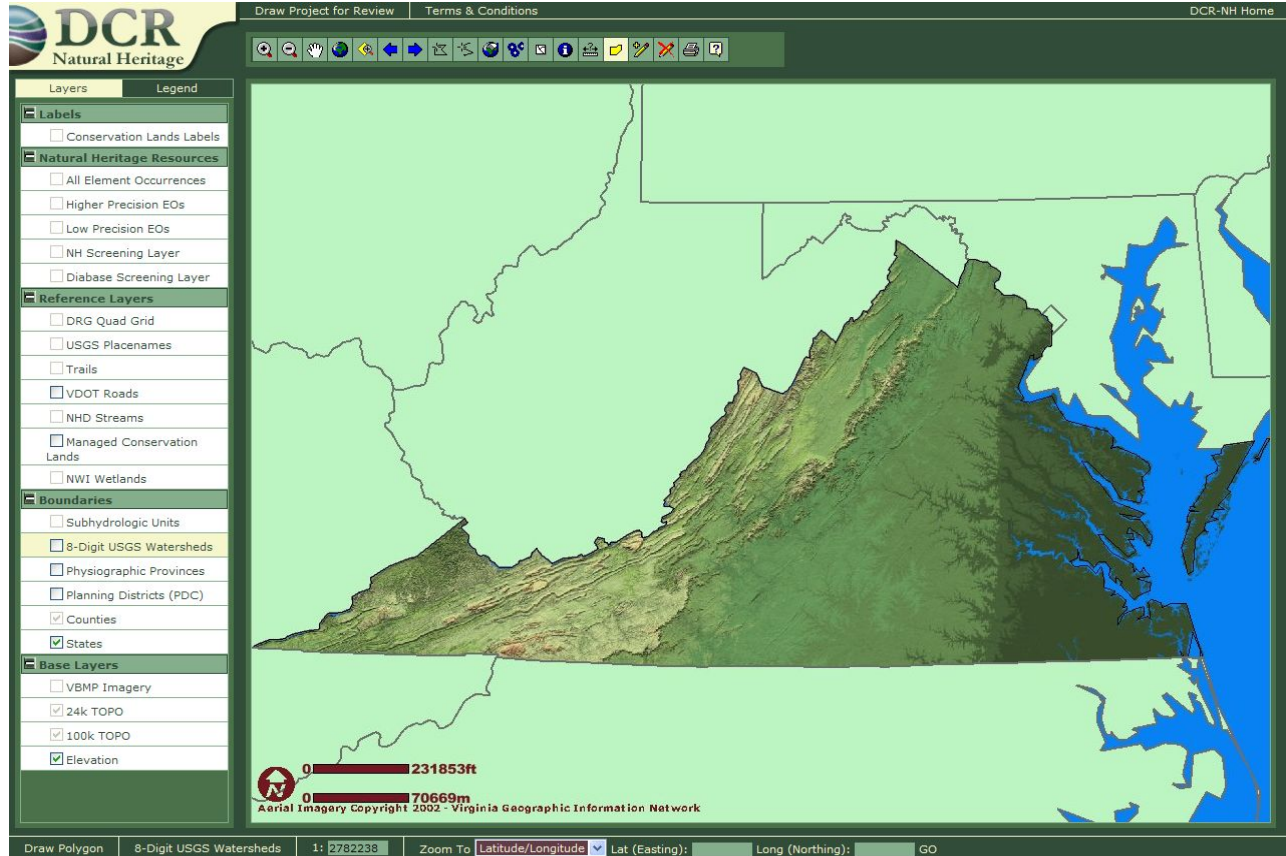 DCR
Natural Heritage
Draw Project for Review
Terms & Conditions
DCR-NH Home
Layers
Legend
Labels
Conservation Lands Labels
Natural Heritage Resources
All Element Occurrences
Higher Precision EOs
Low Precision EOs
NH Screening Layer
Diabase Screening Layer
Reference Layers
DRG Quad Grid
USGS Placenames
Trails
VDOT Roads
NHD Streams
Managed Conservation
Lands
NWI Wetlands
Boundaries
Subhydrologic Units
8-Digit USGS Watersheds
Physiographic Provinces
Planning Districts (PDC)
Counties
States
Base Layers
VBMP Imagery
24k TOPO
100k TOPO
Elevation
N
0 231853ft
0 70669m
Aerial Imagery Copyright 2002 - Virginia Geographic Information Network
Draw Polygon
8-Digit USGS Watersheds
1: 2782238
Zoom To Latitude/Longitude Lat (Easting): Long (Northing): GO